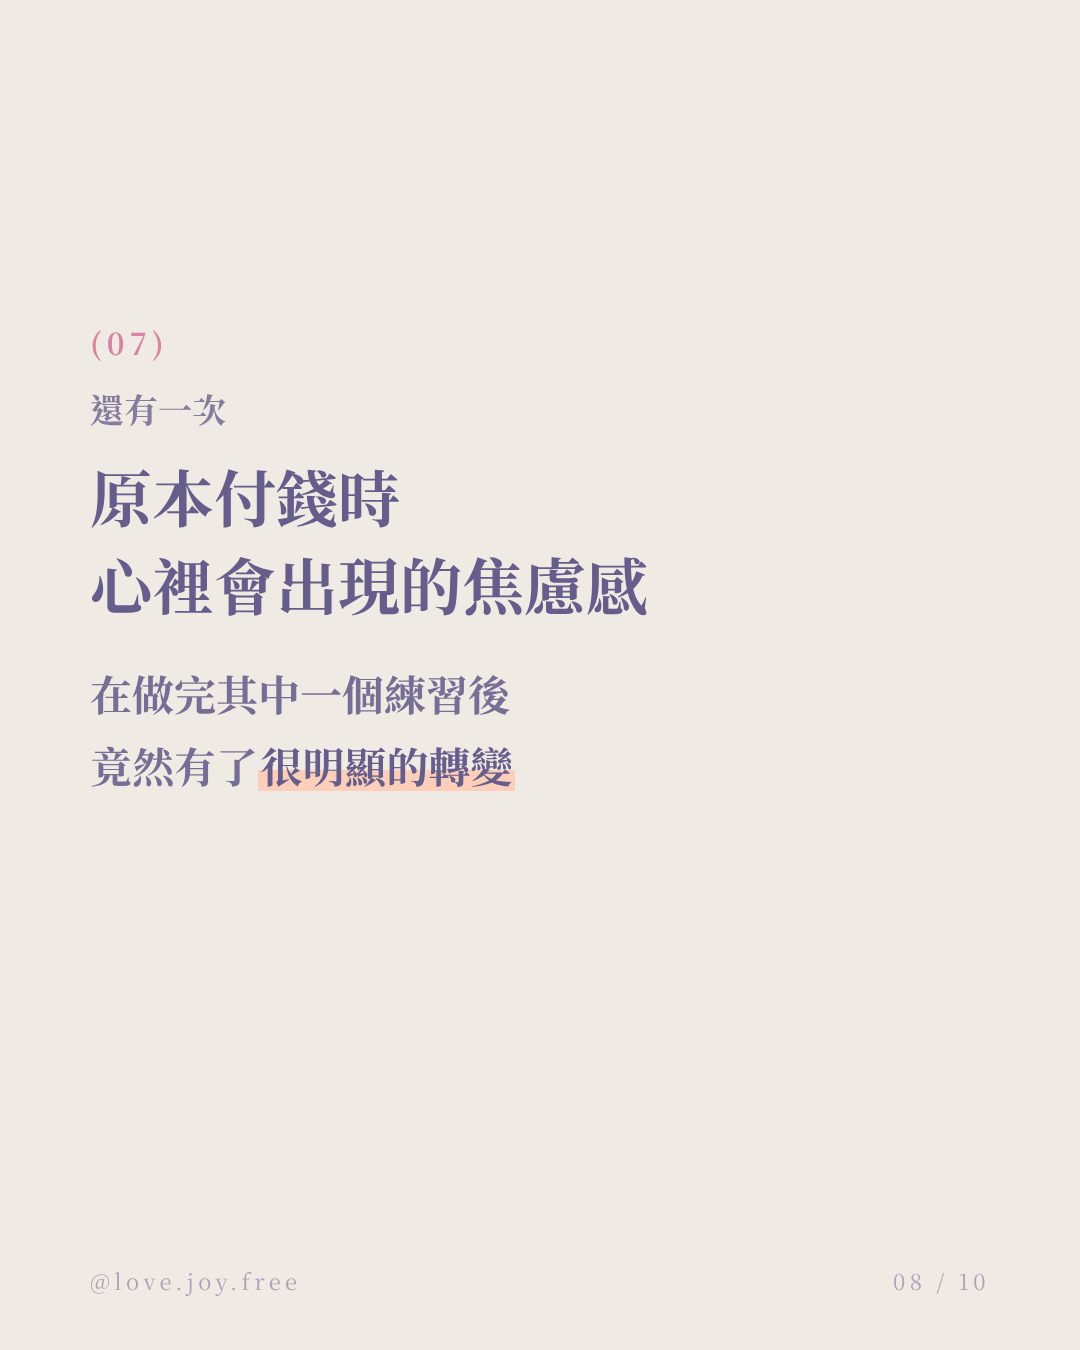 (07)
還有一次
原本付錢時
心裡會出現的焦慮感
在做完其中一個練習後
竟然有了很明顯的轉變
@love.joy.free
08 / 10